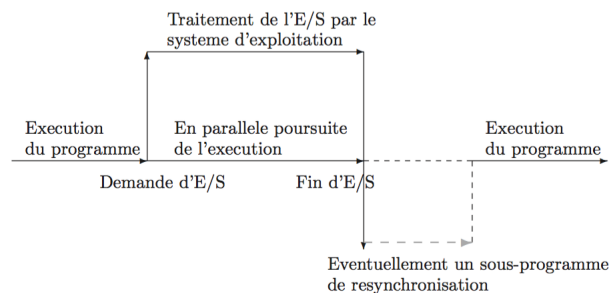 Traitement de l'E/S par le
systeme d'exploitation
Execution
du programme
En parallele poursuite
de l'execution
Execution
du programme
Demande d'E/S
Fin d'E/S
Eventuellement un sous-programme
de resynchronisation